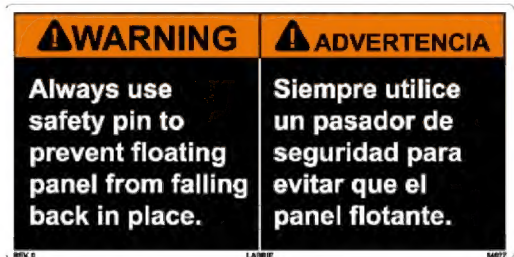 WARNING
Always use
safety pin to
prevent floating
panel from falling
back in place.
ADVERTENCIA
Siempre utilice
un pasador de
seguridad para
evitar que el
panel flotante.